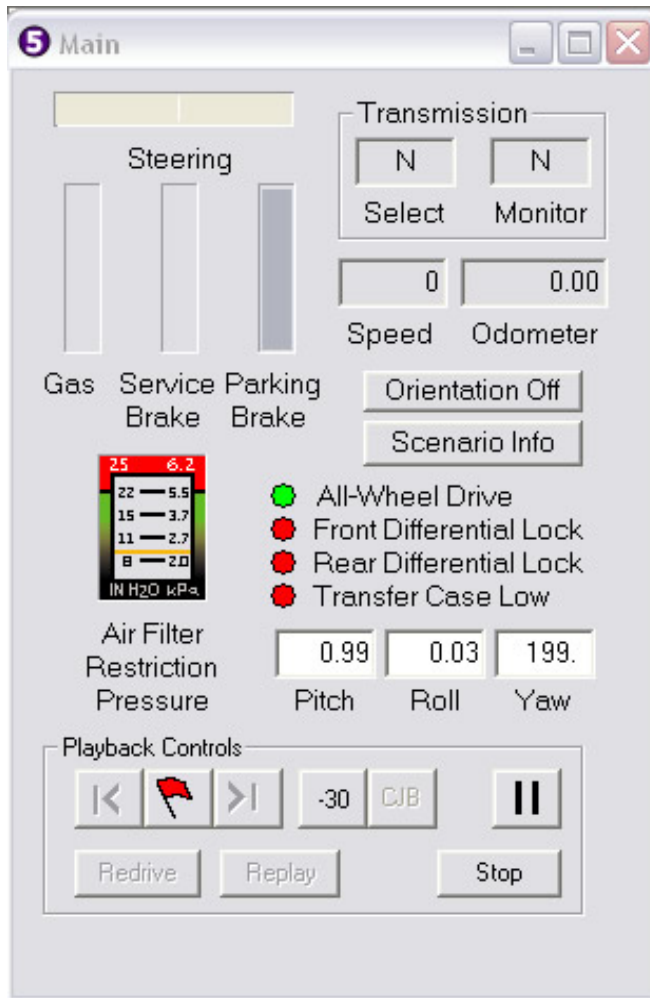 5 Main
Transmission
N N
Select Monitor
Steering
0 0.00
Speed Odometer
Gas Service Brake Parking Brake
Orientation Off
Scenario Info
25 6.2
22 5.5
15 3.7
11 2.7
8 2.0
IN H2O kPa
Air Filter
Restriction
Pressure
All-Wheel Drive
Front Differential Lock
Rear Differential Lock
Transfer Case Low
0.99 0.03 199.
Pitch Roll Yaw
Playback Controls
-30 CJB
Redrive Replay Stop